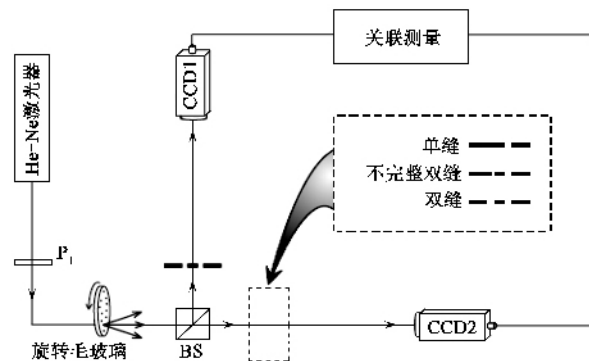 关联测量
CCD1
He-Ne激光器
单缝
不完整双缝
双缝
P1
旋转毛玻璃
BS
CCD2